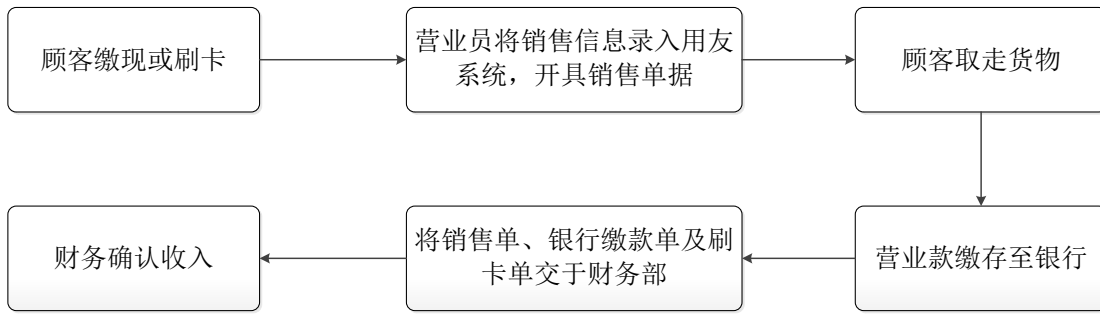 顾客缴现或刷卡
营业员将销售信息录入用友
系统，开具销售单据
顾客取走货物
营业款缴存至银行
将销售单、银行缴款单及刷
卡单交于财务部
财务确认收入